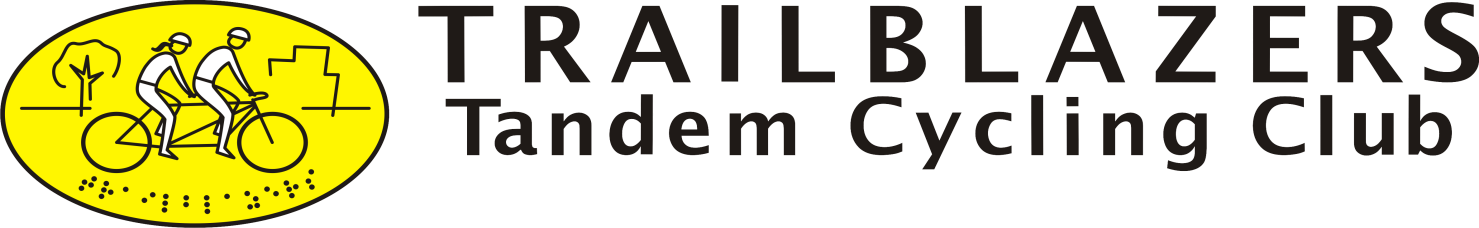 TRAILBLAZERS
Tandem Cycling Club